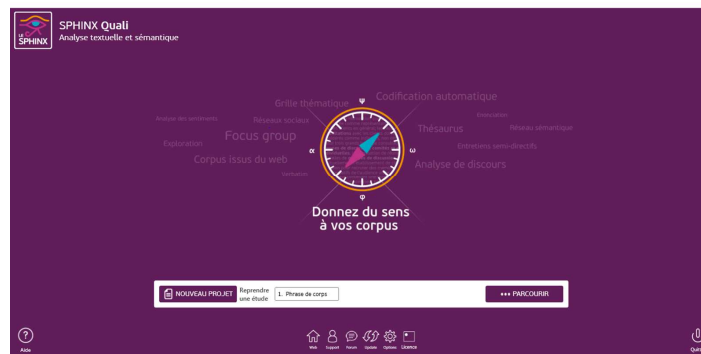 LE
SPHINX
SPHINX Quali
Analyse textuelle et sémantique
Codification automatique
Grille thématique
ψ
Analyse des sentiments
Réseaux sociaux
Annotation
Thésaurus
Réseau sémantique
Focus group
Exploration
Entretiens semi-directifs
α
ω
Corpus issus du web
Analyse de discours
φ
Donnez du sens
à vos corpus
NOUVEAU PROJET
Reprendre
une étude
1. Phrase de corps
••• PARCOURIR
?
Aide
Web
Support
Forum
Update
Options
Licence